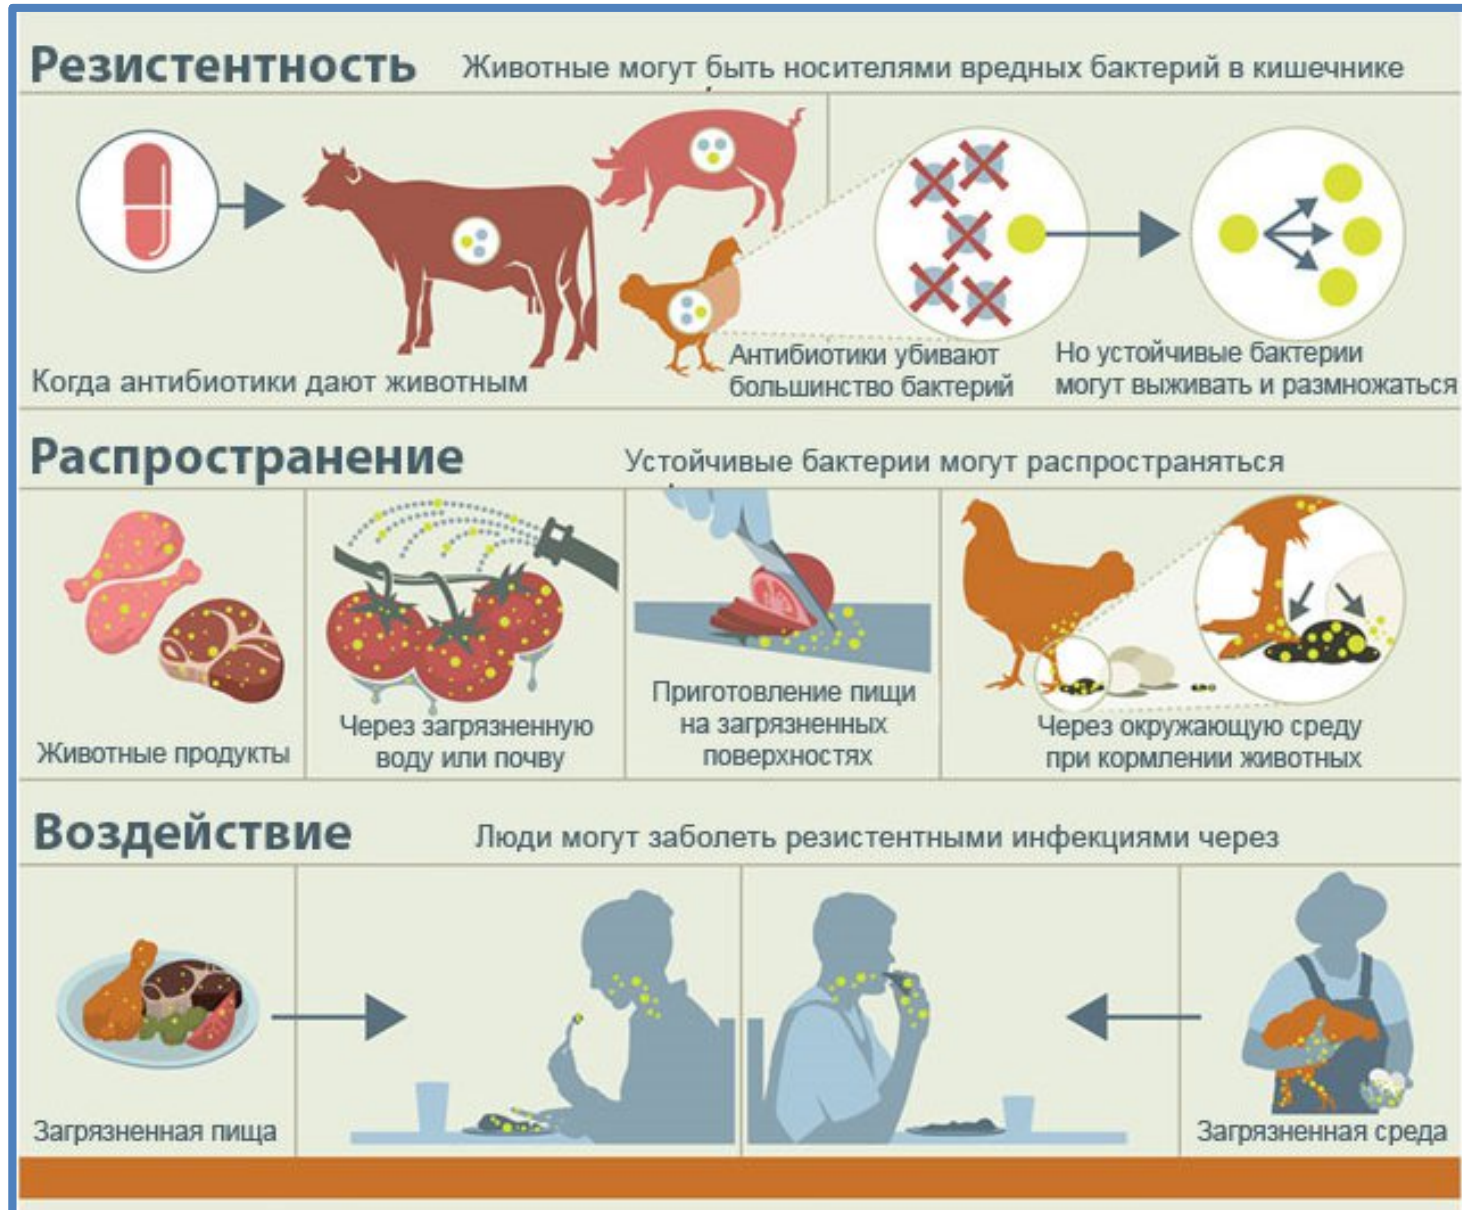 Резистентность
Животные могут быть носителями вредных бактерий в кишечнике
Когда антибиотики дают животным
Антибиотики убивают
большинство бактерий
Но устойчивые бактерии
могут выживать и размножаться
Распространение
Устойчивые бактерии могут распространяться
Животные продукты
Через загрязненную
воду или почву
Приготовление пищи
на загрязненных
поверхностях
Через окружающую среду
при кормлении животных
Воздействие
Люди могут заболеть резистентными инфекциями через
Загрязненная пища
Загрязненная среда